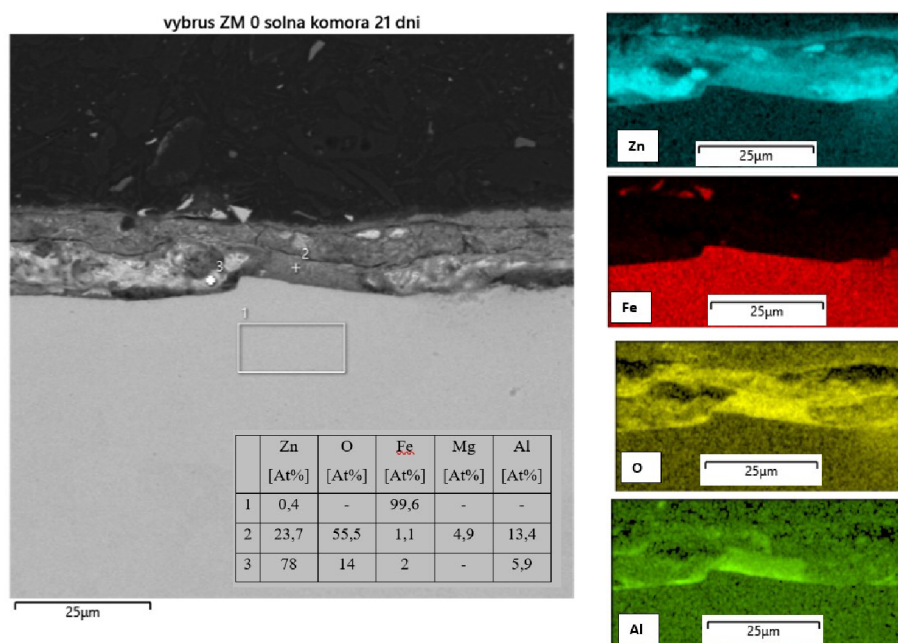 vybrus ZM 0 solna komora 21 dni
3
2
1
Zn O Fe Mg Al
[At%] [At%] [At%] [At%] [At%]
1 0,4 - 99,6 - -
2 23,7 55,5 1,1 4,9 13,4
3 78 14 2 - 5,9
25µm
Zn
25µm
Fe
25µm
O
25µm
Al
25µm